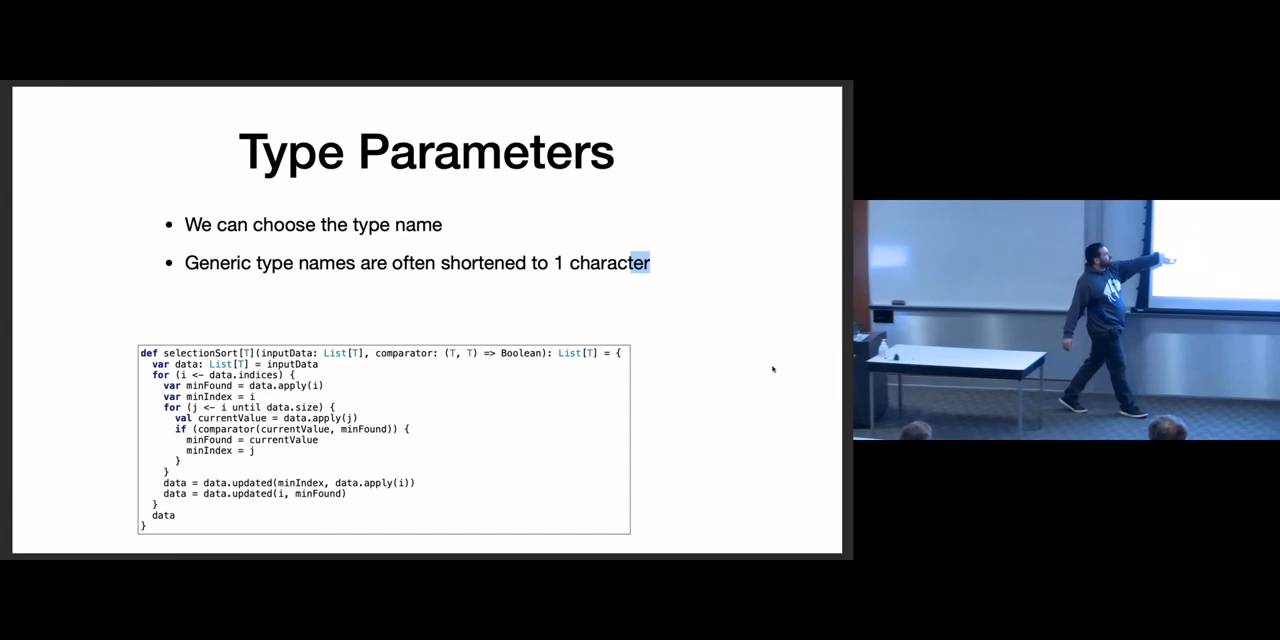 Type Parameters
• We can choose the type name
• Generic type names are often shortened to 1 character
def selectionSort[T](inputData: List[T], comparator: (T, T) => Boolean): List[T] = {
  var data: List[T] = inputData
  for (i <- data.indices) {
    var minFound = data.apply(i)
    var minIndex = i
    for (j <- i until data.size) {
      val currentValue = data.apply(j)
      if (comparator(currentValue, minFound)) {
        minFound = currentValue
        minIndex = j
      }
    }
    data = data.updated(minIndex, data.apply(i))
    data = data.updated(i, minFound)
  }
  data
}